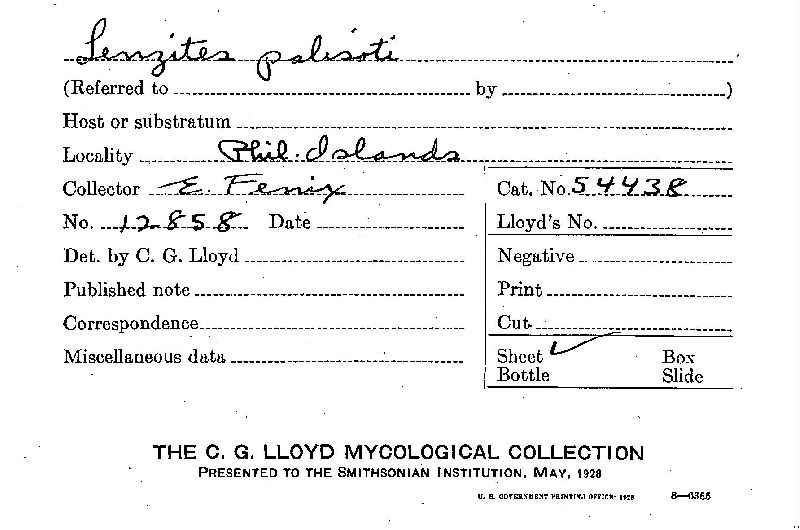 Lenzites palisoti
(Referred to by )
Host or substratum
Locality Phil. Islands
Collector E. Fenix Cat. No. 54438
No. 12858 Date Lloyd's No.
Det. by C. G. Lloyd Negative
Published note Print
Correspondence Cut
Miscellaneous data Sheet ✓ Box
Bottle Slide
THE C. G. LLOYD MYCOLOGICAL COLLECTION
PRESENTED TO THE SMITHSONIAN INSTITUTION, MAY, 1928
U. S. GOVERNMENT PRINTING OFFICE: 1928 8—6366